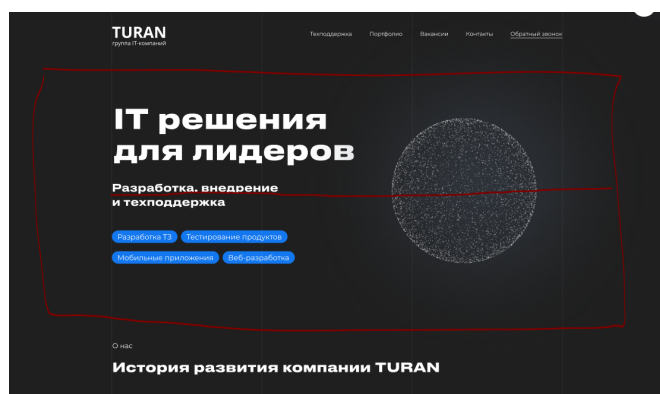 TURAN
группа IT-компаний
Техподдержка Портфолио Вакансии Контакты Обратный звонок
IT решения
для лидеров
Разработка, внедрение
и техподдержка
Разработка ТЗ Тестирование продуктов
Мобильные приложения Веб-разработка
О нас
История развития компании TURAN